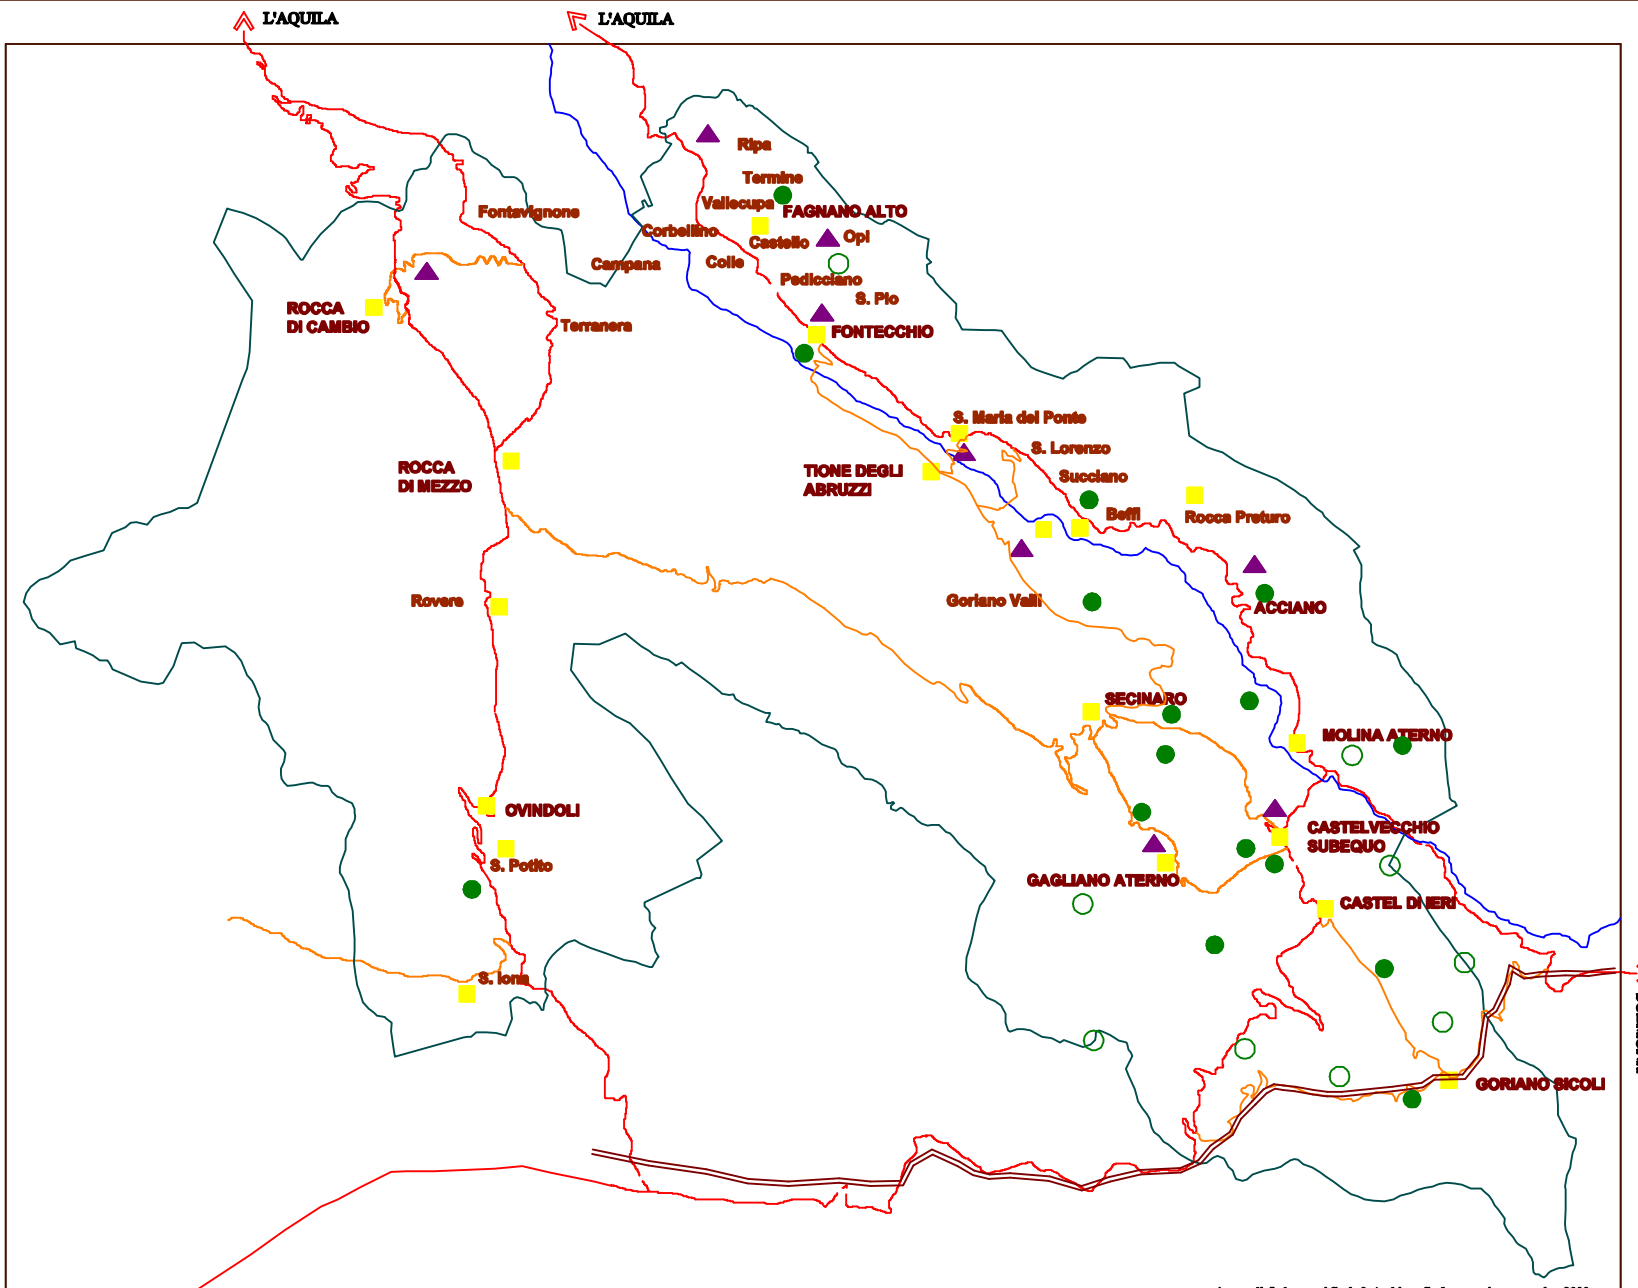 L'AQUILA
L'AQUILA
Ripa
Termine
Vallecupa
FAGNANO ALTO
Fontavignone
Corbellino
Castello
Opi
Campana
Colle
Pedicciano
S. Pio
ROCCA
DI CAMBIO
Terranera
FONTECCHIO
S. Maria del Ponte
S. Lorenzo
ROCCA
DI MEZZO
TIONE DEGLI
ABRUZZI
Succiano
Beffi
Rocca Preturo
Rovere
Goriano Valli
ACCIANO
SECINARO
MOLINA ATERNO
OVINDOLI
CASTELVECCHIO
SUBEQUO
S. Potito
GAGLIANO ATERNO
CASTEL DI IERI
S. Iona
GORIANO SICOLI